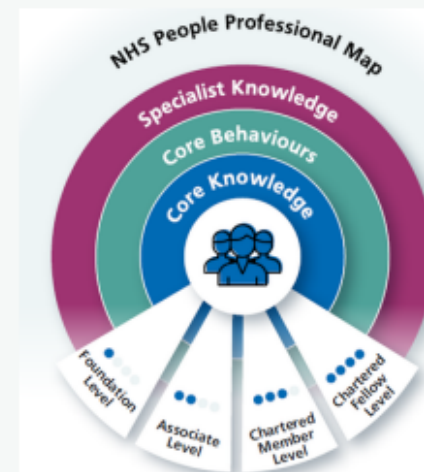 NHS People Professional Map
Specialist Knowledge
Core Behaviours
Core Knowledge
Foundation
Level
Associate
Level
Chartered
Member
Level
Chartered
Fellow
Level